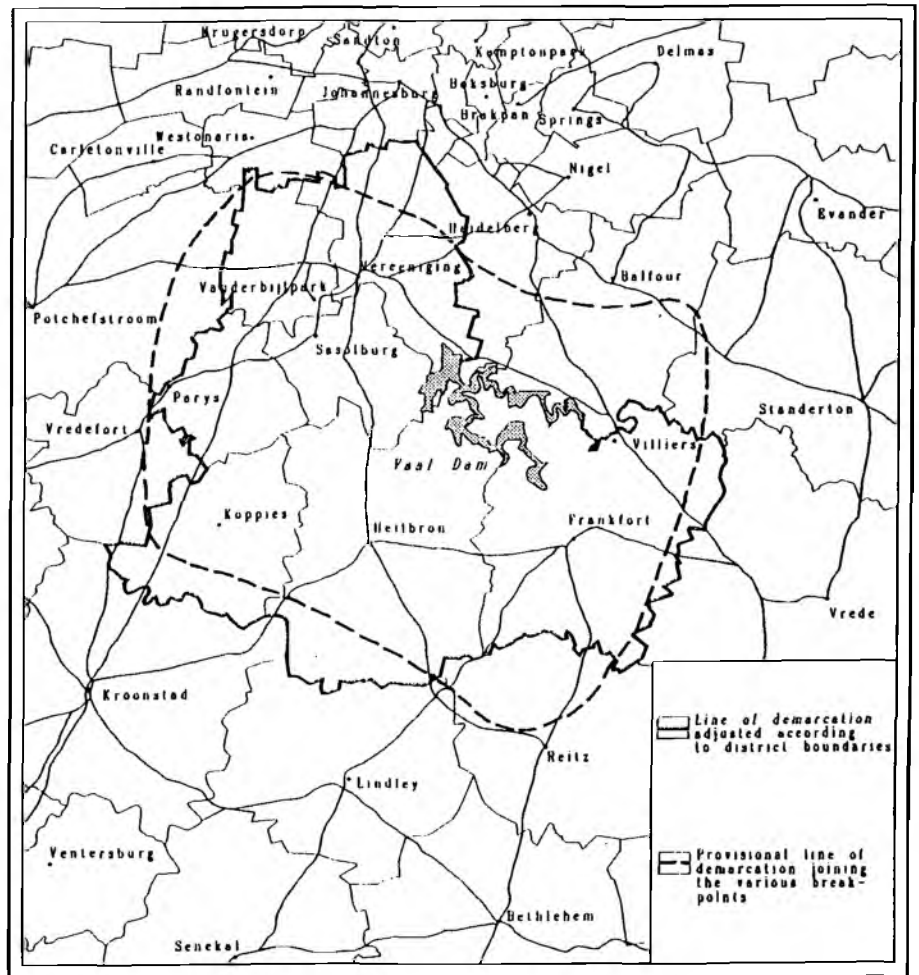 Krugersdorp
Sandton
Kemptonpark
Delmas
Randfontein
Johannesburg
Boksburg
Brakpan
Springs
Westonaria
Carletonville
Nigel
Evander
Heidelberg
Vereeniging
Balfour
Vanderbijlpark
Potchefstroom
Sasolburg
Parys
Standerton
Vredefort
Villiers
Vaal Dam
Koppies
Heilbron
Frankfort
Vrede
Kroonstad
Line of demarcation
adjusted according
to district boundaries
Reitz
Lindley
Ventersburg
Provisional line of
demarcation joining
the various break-
points
Bethlehem
Senekal